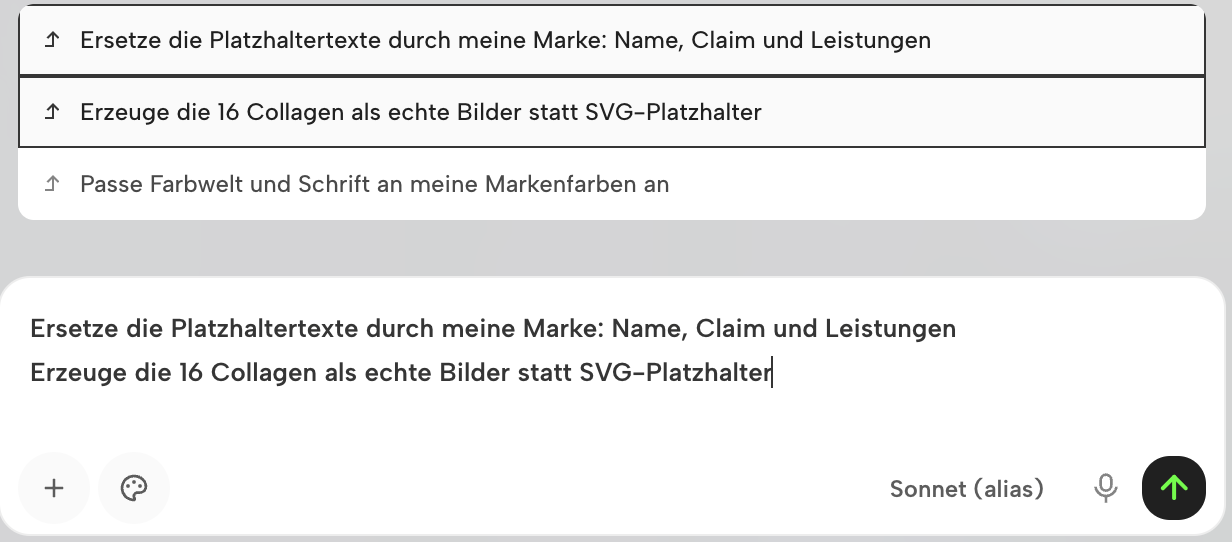 Ersetze die Platzhaltertexte durch meine Marke: Name, Claim und Leistungen
Erzeuge die 16 Collagen als echte Bilder statt SVG-Platzhalter
Passe Farbwelt und Schrift an meine Markenfarben an
Ersetze die Platzhaltertexte durch meine Marke: Name, Claim und Leistungen
Erzeuge die 16 Collagen als echte Bilder statt SVG-Platzhalter
Sonnet (alias)